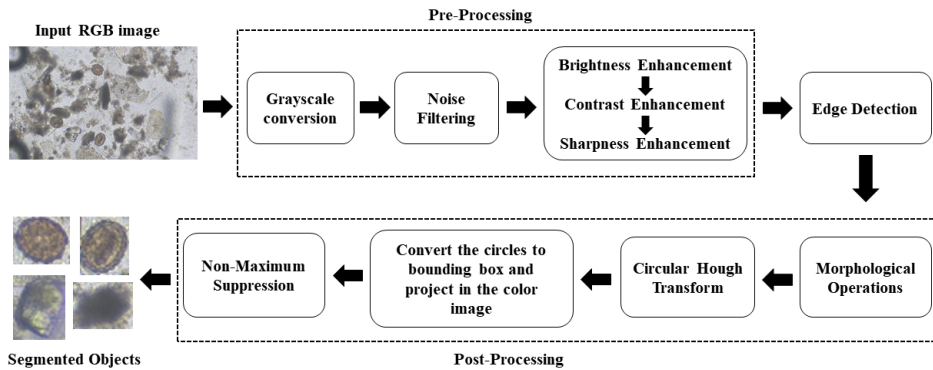 Pre-Processing
Input RGB image
Grayscale
conversion
Noise
Filtering
Brightness Enhancement
Contrast Enhancement
Sharpness Enhancement
Edge Detection
Morphological
Operations
Circular Hough
Transform
Convert the circles to
bounding box and
project in the color
image
Non-Maximum
Suppression
Segmented Objects
Post-Processing